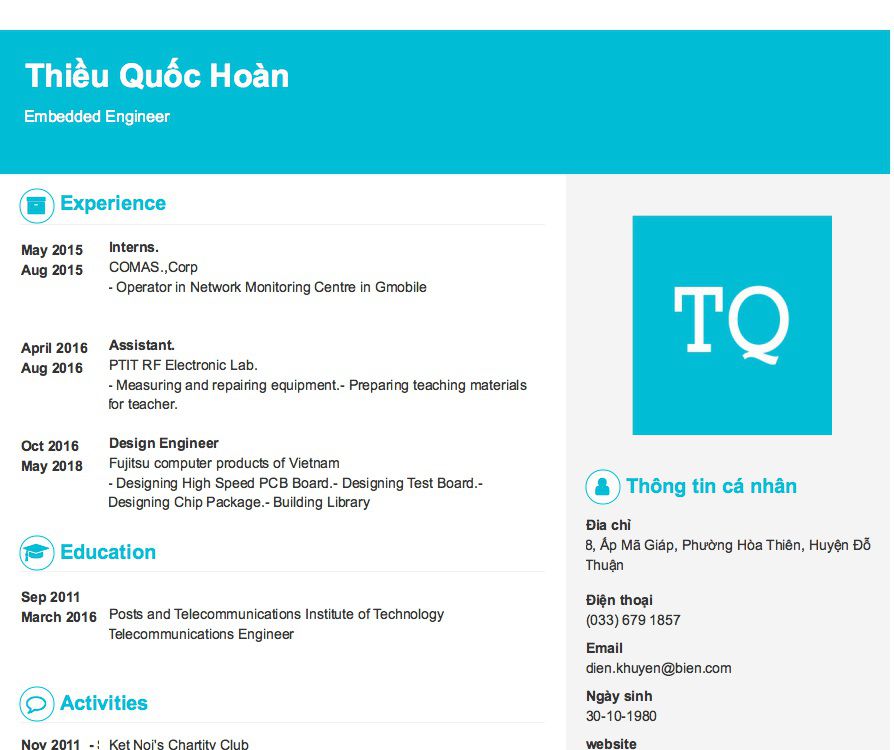 Thiều Quốc Hoàn
Embedded Engineer
Experience
May 2015
Aug 2015
Interns.
COMAS.,Corp
- Operator in Network Monitoring Centre in Gmobile
April 2016
Aug 2016
Assistant.
PTIT RF Electronic Lab.
- Measuring and repairing equipment.- Preparing teaching materials
for teacher.
Oct 2016
May 2018
Design Engineer
Fujitsu computer products of Vietnam
- Designing High Speed PCB Board.- Designing Test Board.-
Designing Chip Package.- Building Library
Education
Sep 2011
March 2016
Posts and Telecommunications Institute of Technology
Telecommunications Engineer
Activities
Nov 2011 -
Ket Noi's Chartity Club
TQ
Thông tin cá nhân
Địa chỉ
8, Ấp Mã Giáp, Phường Hòa Thiên, Huyện Đỗ
Thuận
Điện thoại
(033) 679 1857
Email
dien.khuyen@bien.com
Ngày sinh
30-10-1980
website